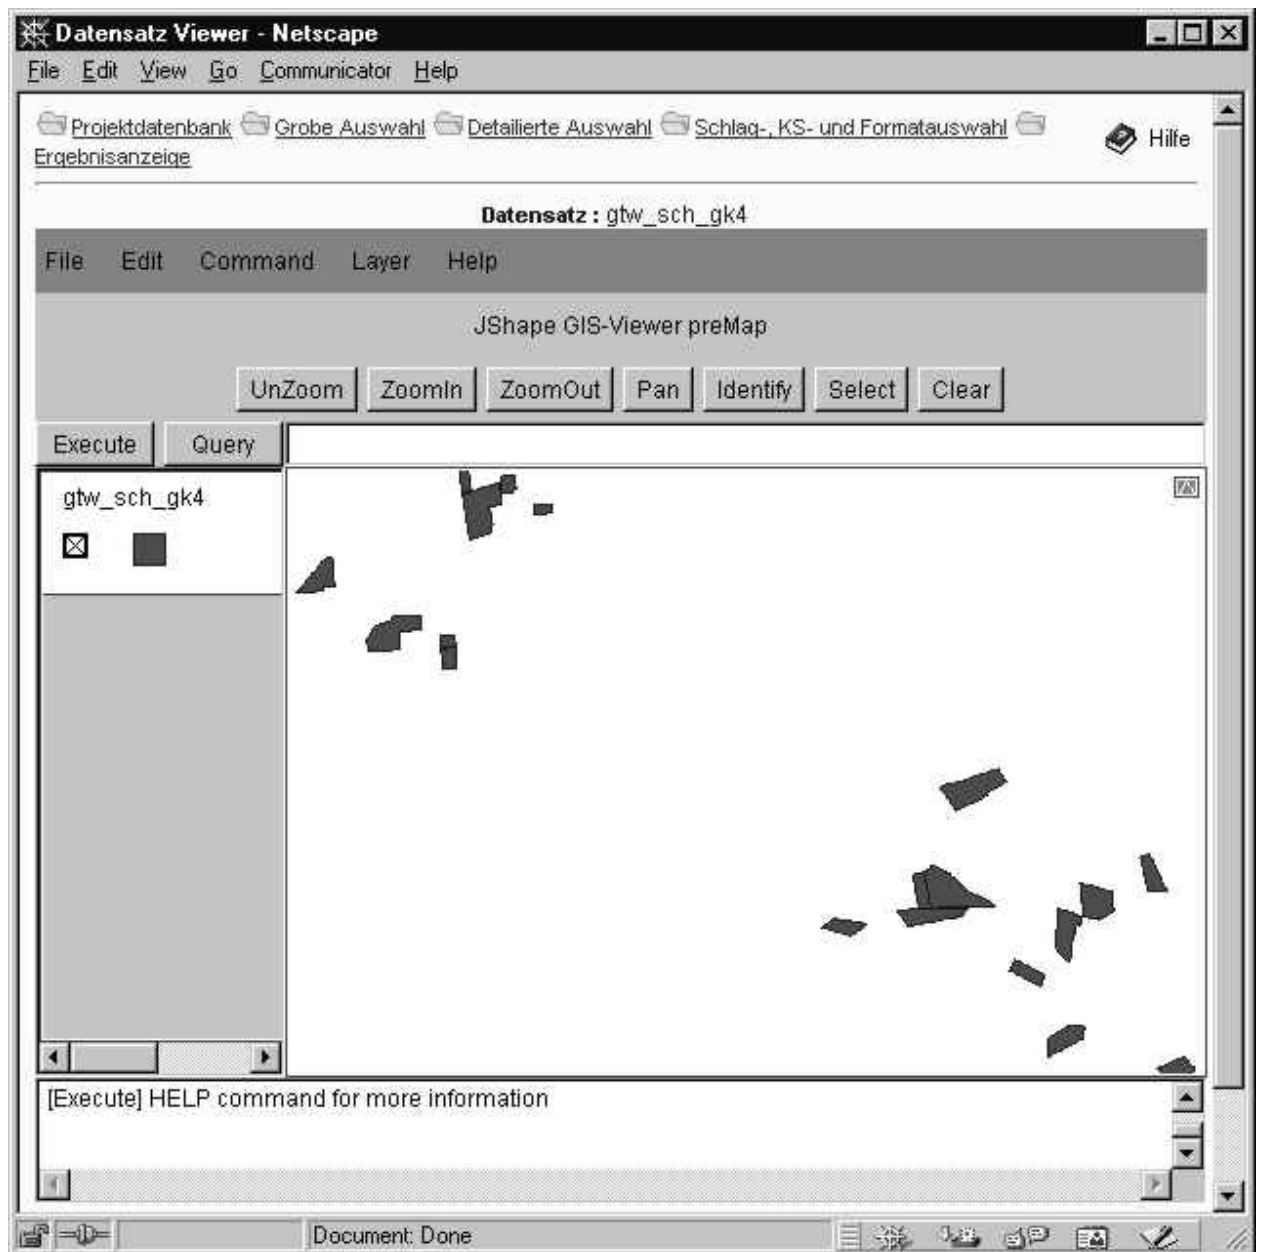 Datensatz Viewer - Netscape
File Edit View Go Communicator Help
Projektdatenbank Grobe Auswahl Detailierte Auswahl Schlag-, KS- und Formatauswahl
Ergebnisanzeige
Hilfe
Datensatz : gtw_sch_gk4
File Edit Command Layer Help
JShape GIS-Viewer preMap
UnZoom ZoomIn ZoomOut Pan Identify Select Clear
Execute Query
gtw_sch_gk4
[Execute] HELP command for more information
Document: Done